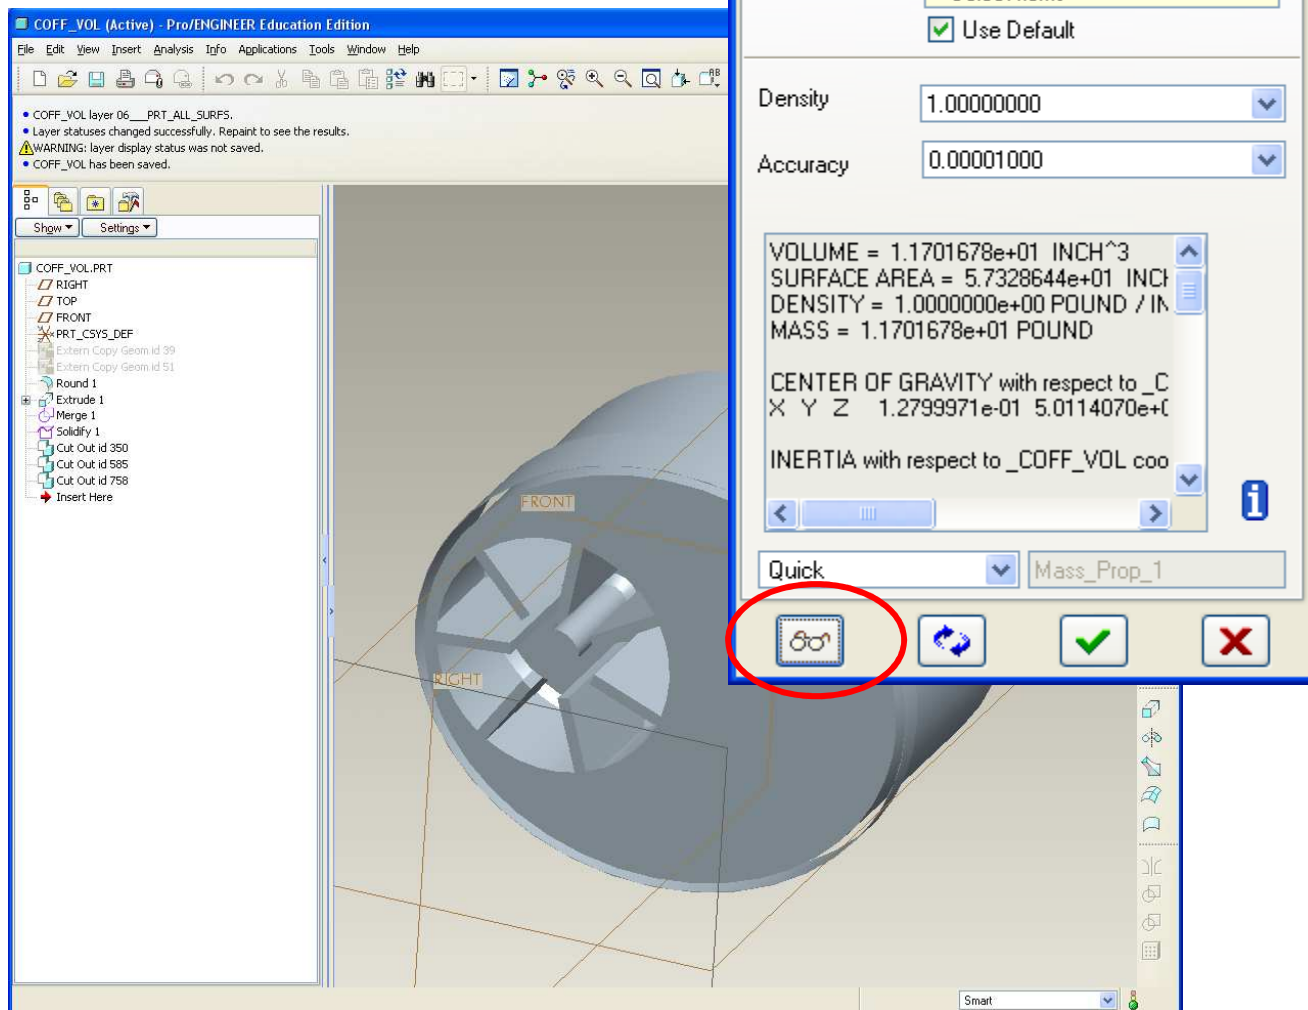 COFF_VOL (Active) - Pro/ENGINEER Education Edition
File Edit View Insert Analysis Info Applications Tools Window Help
• COFF_VOL layer 06___PRT_ALL_SURFS.
• Layer statuses changed successfully. Repaint to see the results.
WARNING: layer display status was not saved.
• COFF_VOL has been saved.
Show Settings
COFF_VOL.PRT
RIGHT
TOP
FRONT
PRT_CSYS_DEF
Extern Copy Geom id 39
Extern Copy Geom id 51
Round 1
Extrude 1
Merge 1
Solidify 1
Cut Out id 350
Cut Out id 585
Cut Out id 758
Insert Here
FRONT
RIGHT
Use Default
Density 1.00000000
Accuracy 0.00001000
VOLUME = 1.1701678e+01 INCH^3
SURFACE AREA = 5.7328644e+01 INCH
DENSITY = 1.0000000e+00 POUND / IN
MASS = 1.1701678e+01 POUND
CENTER OF GRAVITY with respect to _C
X Y Z 1.2799971e-01 5.0114070e+0
INERTIA with respect to _COFF_VOL coo
Quick Mass_Prop_1
Smart